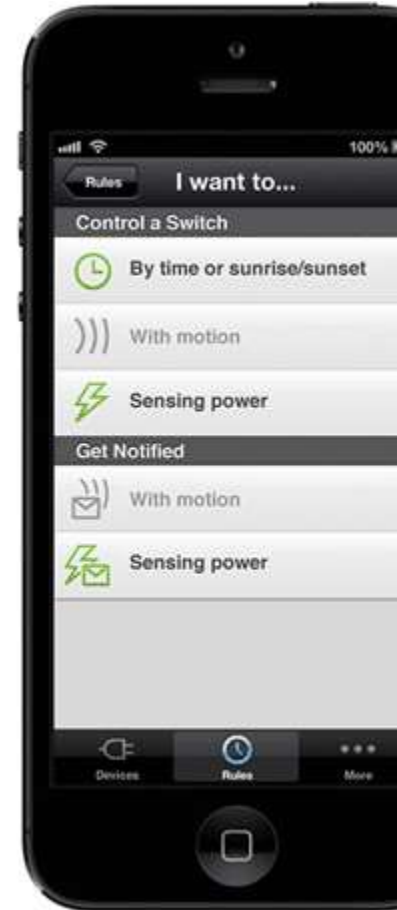 100%
Rules
I want to...
Control a Switch
By time or sunrise/sunset
With motion
Sensing power
Get Notified
With motion
Sensing power
Devices
Rules
More